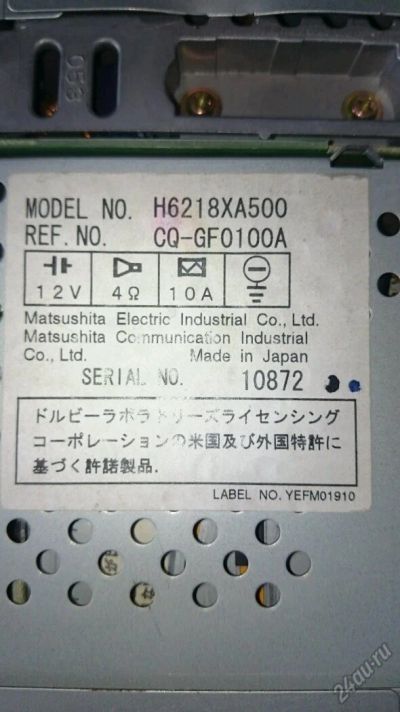 058
MODEL NO. H6218XA500
REF.NO. CQ-GF0100A
12V 4Ω 10A
Matsushita Electric Industrial Co., Ltd.
Matsushita Communication Industrial
Co., Ltd. Made in Japan
SERIAL NO. 10872
ドルビーラボラトリーズライセンシング
コーポレーションの米国及び外国特許に
基づく許諾製品.
LABEL NO. YEFM01910
24au.ru